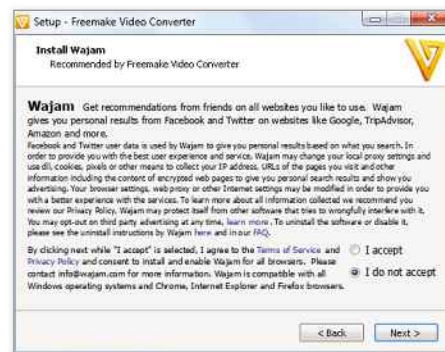 Setup - Freemake Video Converter
Install Wajam
Recommended by Freemake Video Converter
Wajam Get recommendations from friends on all websites you like to use. Wajam
gives you personal results from Facebook and Twitter on websites like Google, TripAdvisor,
Amazon and more.
Facebook and Twitter user data is used by Wajam to give you personal results based on what you search. In
order to provide you with the best user experience and service, Wajam may change your local proxy settings and
use dll, cookies, pixels or other means to collect your IP address, URLs of the pages you visit and other
information including the content of encrypted web pages to give you personal search results and show you
advertising. Your browser settings, web proxy or other Internet settings may be modified in order to provide you
with a better experience with the services. To learn more about all information collected we recommend you
review our Privacy Policy. Wajam may protect itself from other software that tries to wrongfully interfere with it.
You may opt-out on third party advertising at any time, learn more. To uninstall the software or disable it,
please see the uninstall instructions by Wajam here and in our FAQ.
By clicking next while "I accept" is selected, I agree to the Terms of Service and
Privacy Policy and consent to install and enable Wajam for all browsers. Please
contact info@wajam.com for more information. Wajam is compatible with all
Windows operating systems and Chrome, Internet Explorer and Firefox browsers.
I accept
I do not accept
< Back
Next >